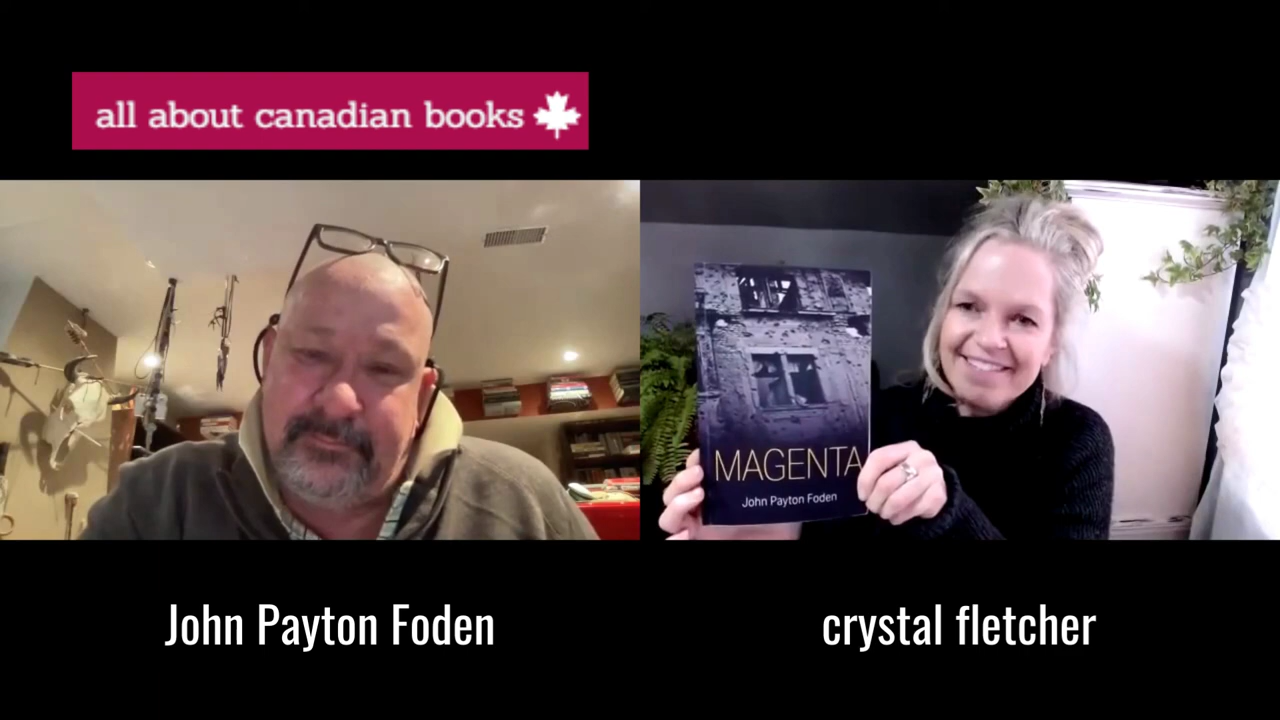 all about canadian books
MAGENTA
John Payton Foden
John Payton Foden
crystal fletcher